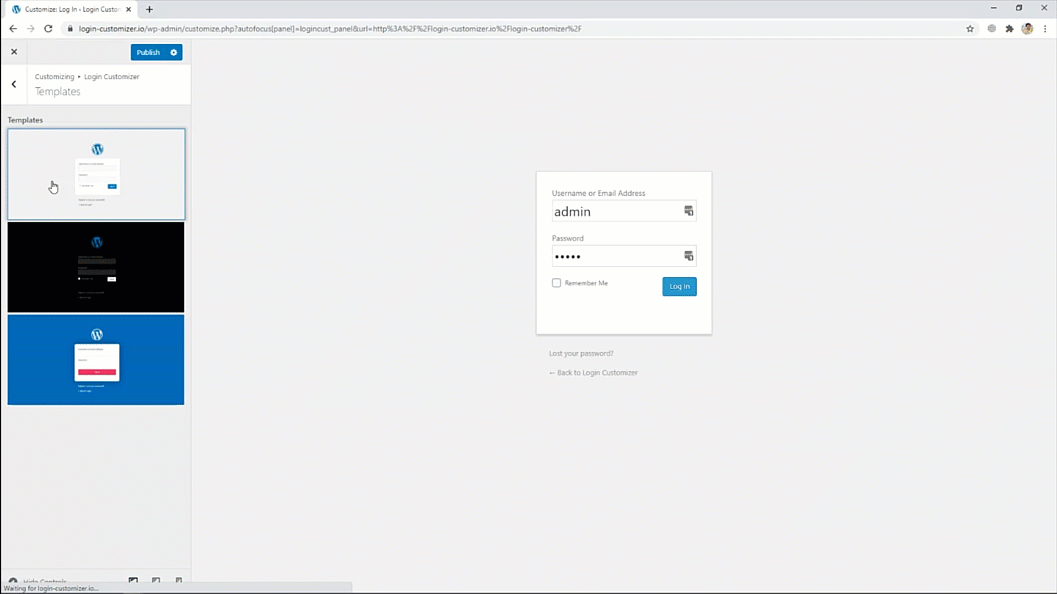 Customize: Log In - Login Custo
login-customizer.io/wp-admin/customize.php?autofocus[panel]=logincust_panel&url=http%3A%2F%2Flogin-customizer.io%2Flogin-customizer%2F
Publish
Customizing ▸ Login Customizer
Templates
Templates
Username or Email Address
admin
Password
•••••
Remember Me
Log In
Lost your password?
← Back to Login Customizer
Hide Controls
Waiting for login-customizer.io...